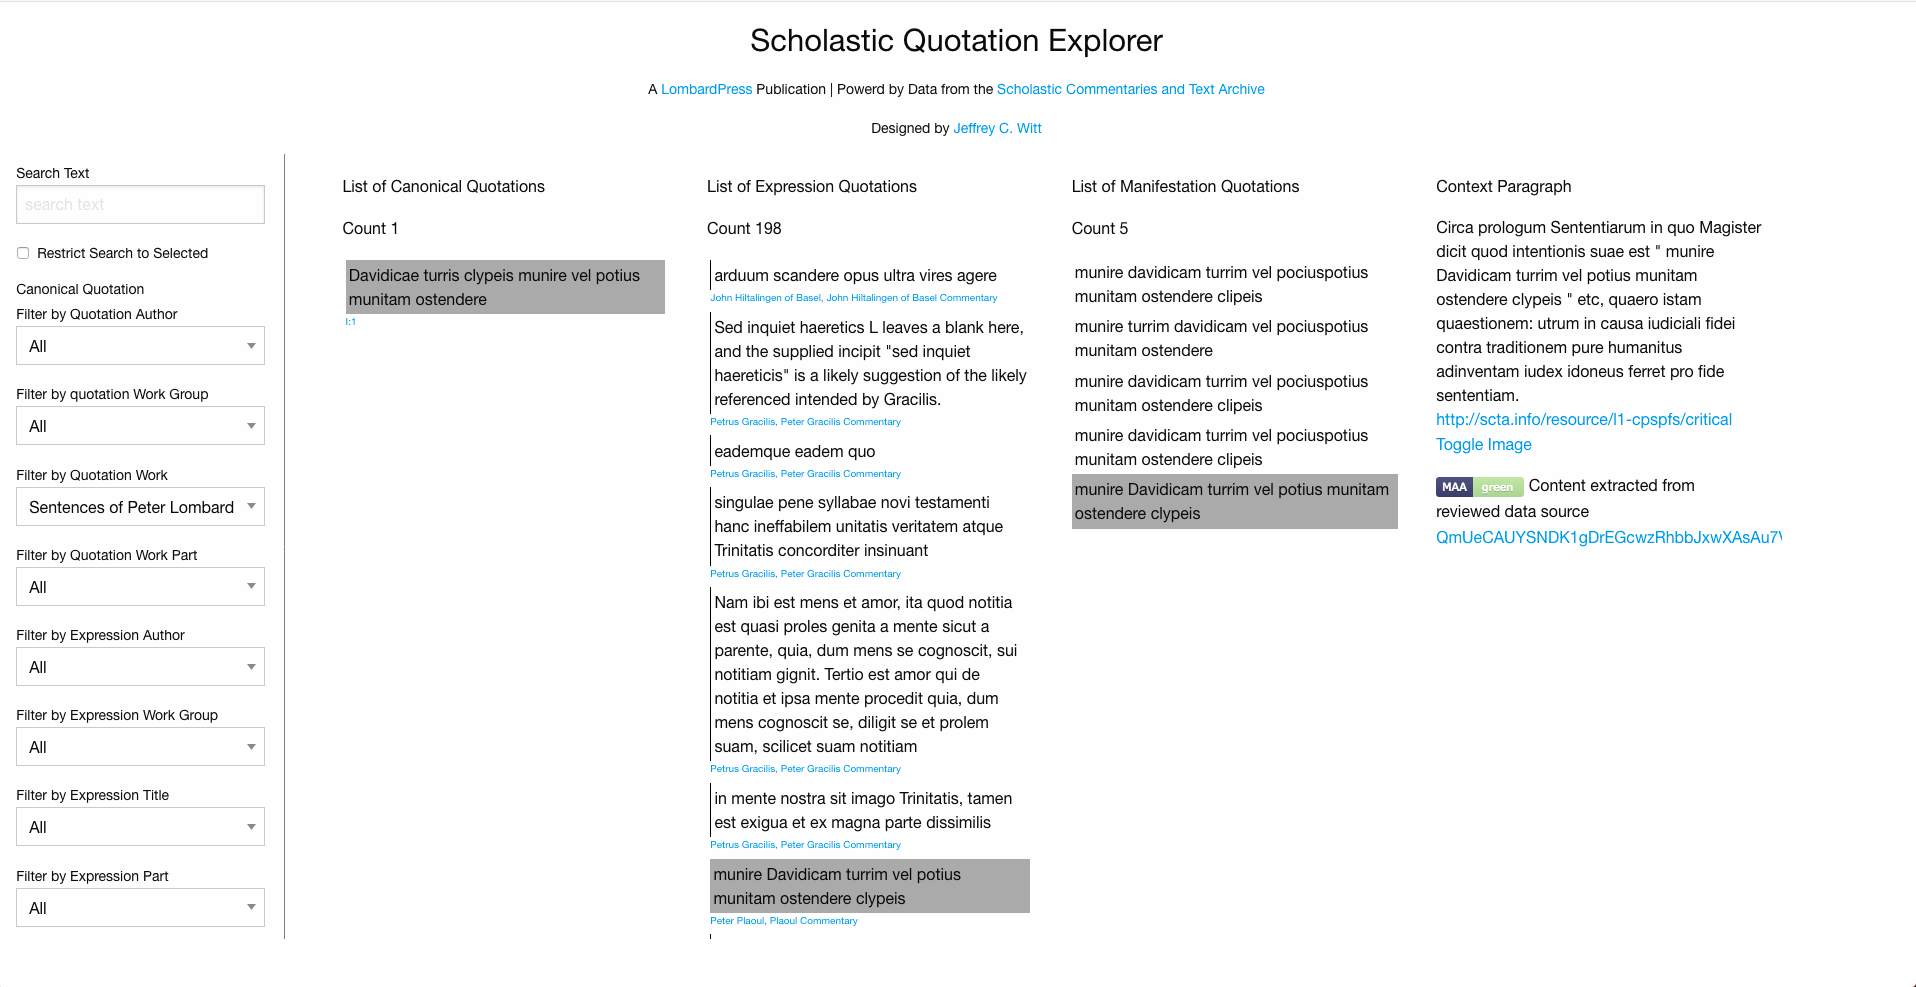 Scholastic Quotation Explorer
A LombardPress Publication | Powerd by Data from the Scholastic Commentaries and Text Archive
Designed by Jeffrey C. Witt
Search Text
search text
Restrict Search to Selected
Canonical Quotation
Filter by Quotation Author
All
Filter by quotation Work Group
All
Filter by Quotation Work
Sentences of Peter Lombard
Filter by Quotation Work Part
All
Filter by Expression Author
All
Filter by Expression Work Group
All
Filter by Expression Title
All
Filter by Expression Part
All
List of Canonical Quotations
Count 1
Davidicae turris clypeis munire vel potius
munitam ostendere
I:1
List of Expression Quotations
Count 198
arduum scandere opus ultra vires agere
John Hiltalingen of Basel, John Hiltalingen of Basel Commentary
Sed inquiet haeretics L leaves a blank here,
and the supplied incipit "sed inquiet
haereticis" is a likely suggestion of the likely
referenced intended by Gracilis.
Petrus Gracilis, Peter Gracilis Commentary
eademque eadem quo
Petrus Gracilis, Peter Gracilis Commentary
singulae pene syllabae novi testamenti
hanc ineffabilem unitatis veritatem atque
Trinitatis concorditer insinuant
Petrus Gracilis, Peter Gracilis Commentary
Nam ibi est mens et amor, ita quod notitia
est quasi proles genita a mente sicut a
parente, quia, dum mens se cognoscit, sui
notitiam gignit. Tertio est amor qui de
notitia et ipsa mente procedit quia, dum
mens cognoscit se, diligit se et prolem
suam, scilicet suam notitiam
Petrus Gracilis, Peter Gracilis Commentary
in mente nostra sit imago Trinitatis, tamen
est exigua et ex magna parte dissimilis
Petrus Gracilis, Peter Gracilis Commentary
munire Davidicam turrim vel potius
munitam ostendere clypeis
Peter Plaoul, Plaoul Commentary
List of Manifestation Quotations
Count 5
munire davidicam turrim vel pociuspotius
munitam ostendere clipeis
munire turrim davidicam vel pociuspotius
munitam ostendere
munire davidicam turrim vel pociuspotius
munitam ostendere clipeis
munire davidicam turrim vel pociuspotius
munitam ostendere clipeis
munire Davidicam turrim vel potius munitam
ostendere clypeis
Context Paragraph
Circa prologum Sententiarum in quo Magister
dicit quod intentionis suae est " munire
Davidicam turrim vel potius munitam
ostendere clypeis " etc, quaero istam
quaestionem: utrum in causa iudiciali fidei
contra traditionem pure humanitus
adinventam iudex idoneus ferret pro fide
sententiam.
http://scta.info/resource/l1-cpspfs/critical
Toggle Image
MAA green Content extracted from
reviewed data source
QmUeCAUYSNDK1gDrEGcwzRhbbJxwXAsAu7